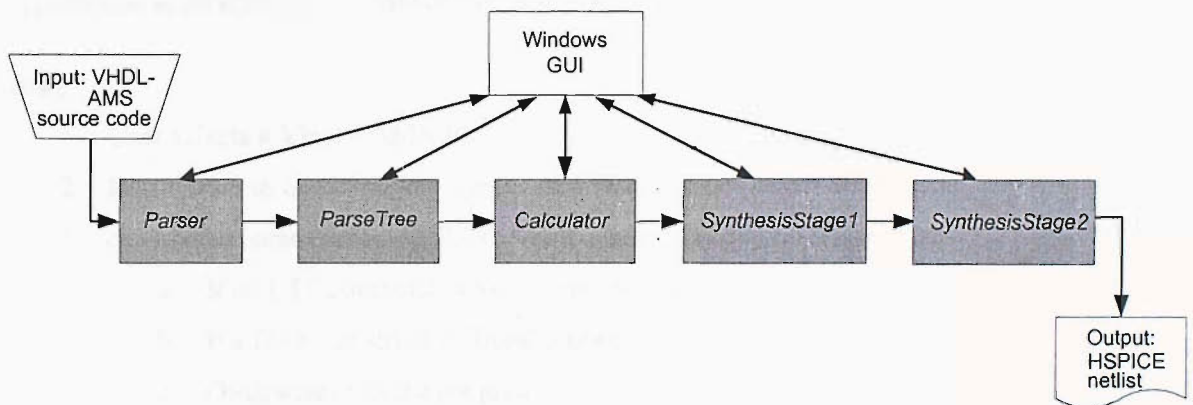 Windows
GUI
Input: VHDL-
AMS
source code
Parser
ParseTree
Calculator
SynthesisStage1
SynthesisStage2
Output:
HSPICE
netlist